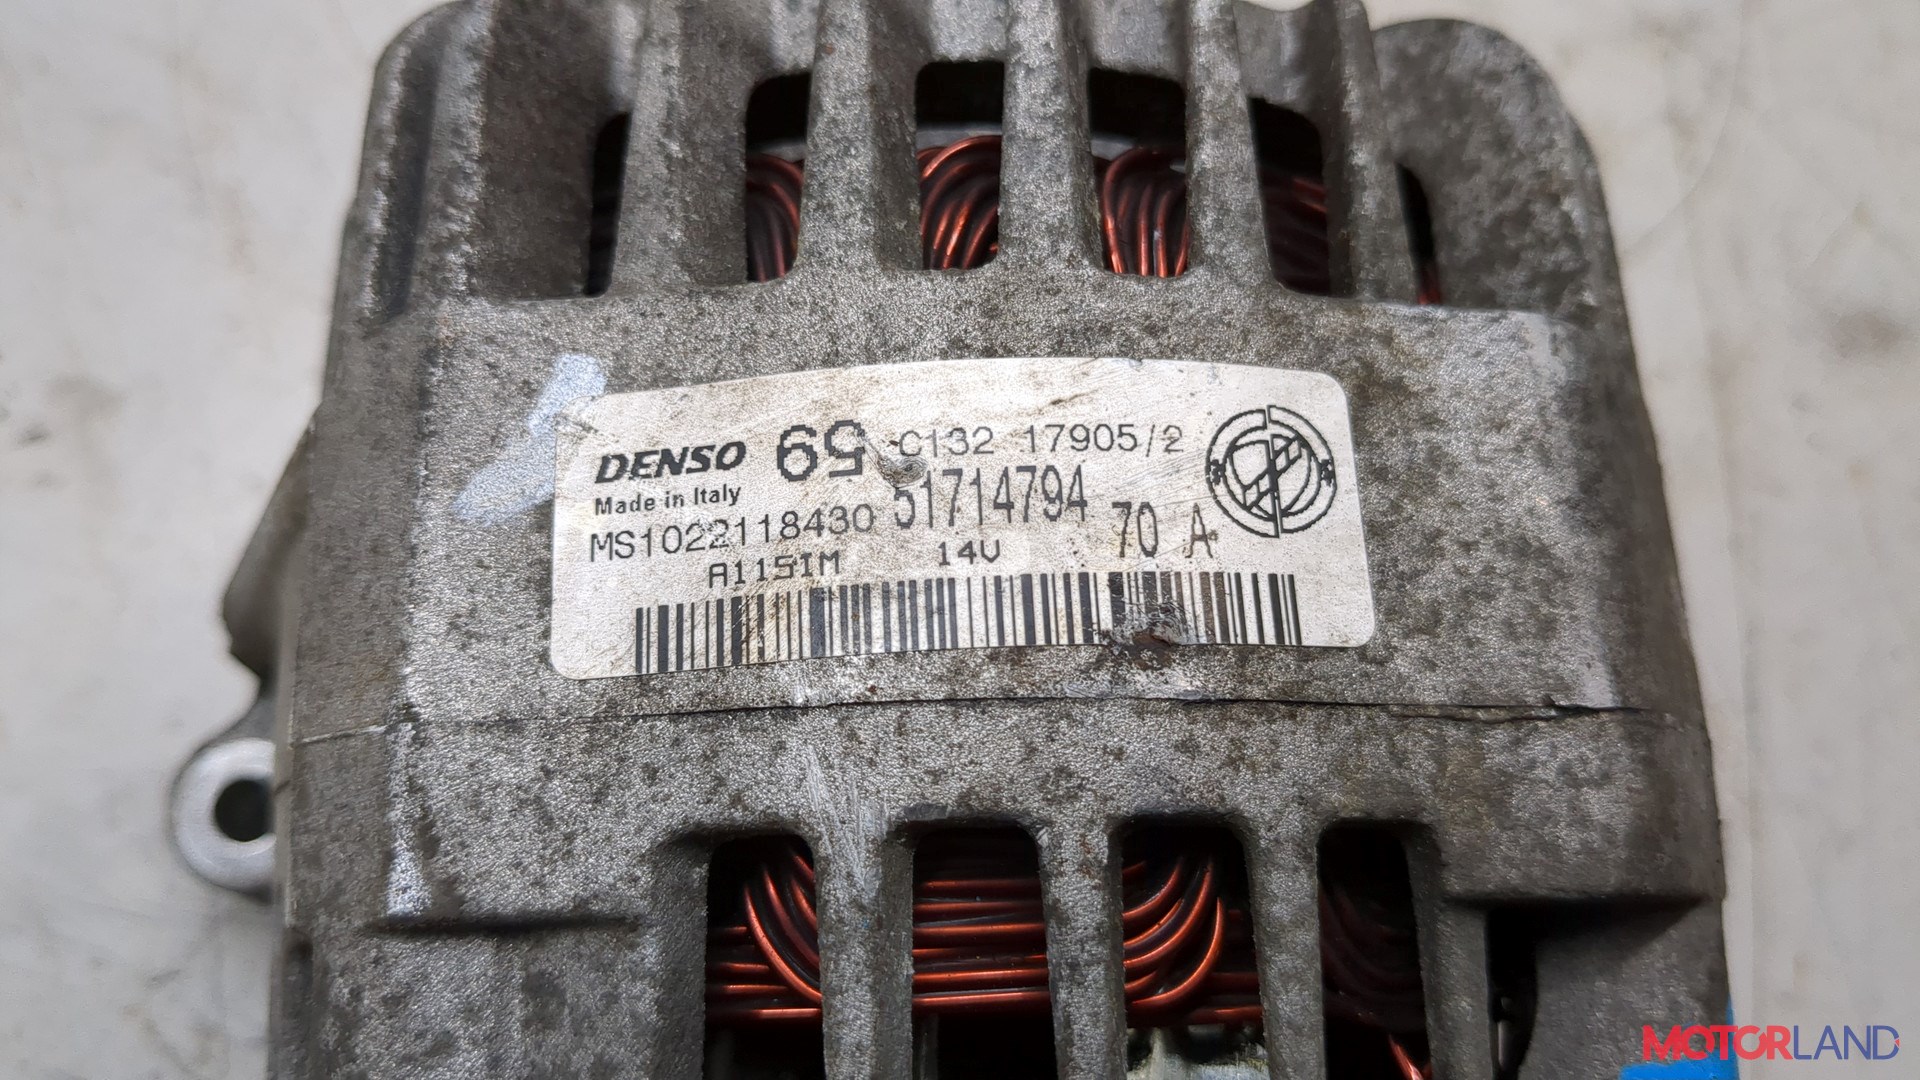 DENSO 69 C132 17905/2
Made in Italy
MS1022118430 51714794 70 A
A115IM 14V
MOTORLAND